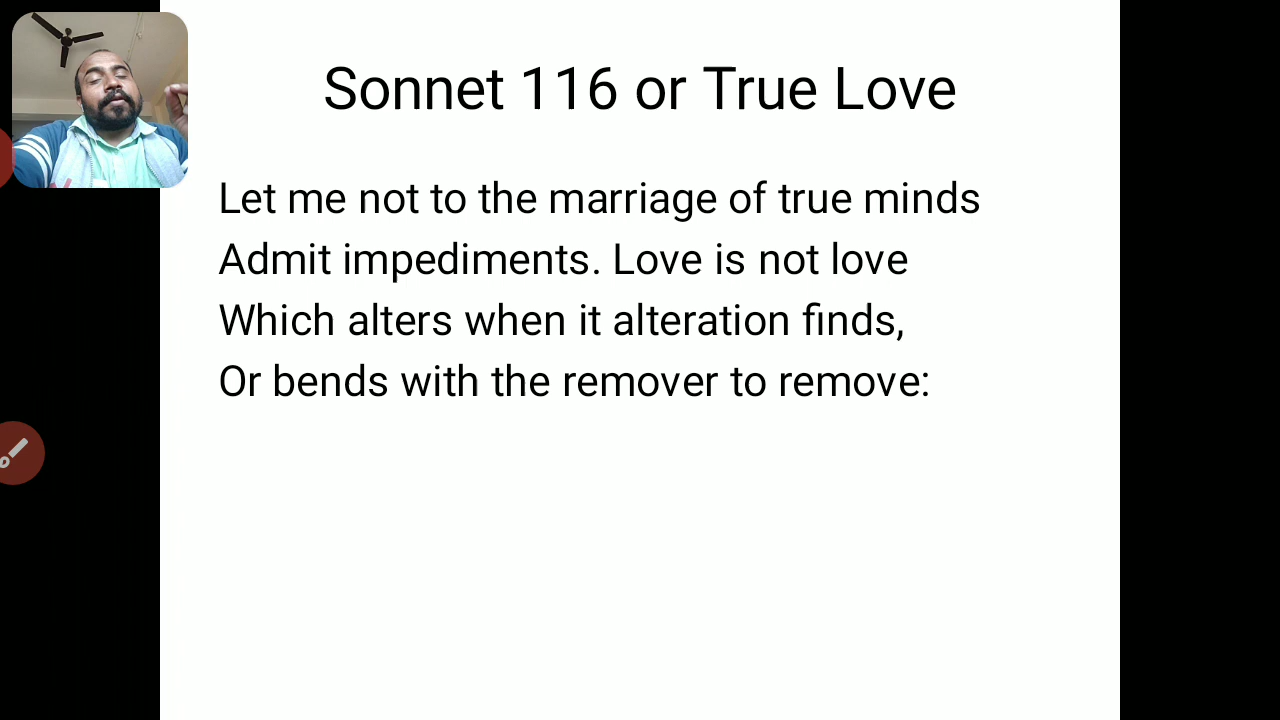 Sonnet 116 or True Love
Let me not to the marriage of true minds
Admit impediments. Love is not love
Which alters when it alteration finds,
Or bends with the remover to remove: